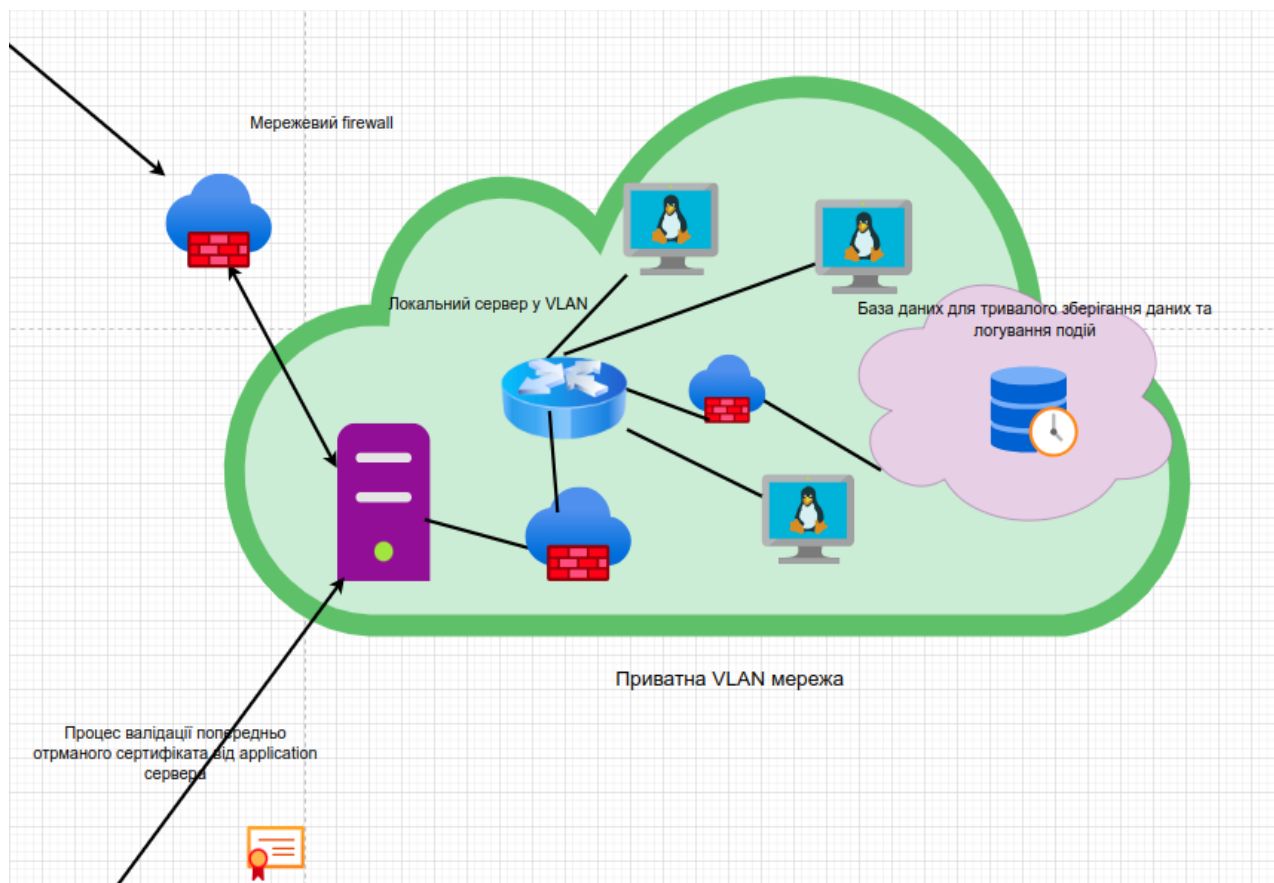 Мережевий firewall
Локальний сервер у VLAN
База даних для тривалого зберігання даних та
логування подій
Приватна VLAN мережа
Процес валідації попередньо
отрманого сертифіката від application
сервера